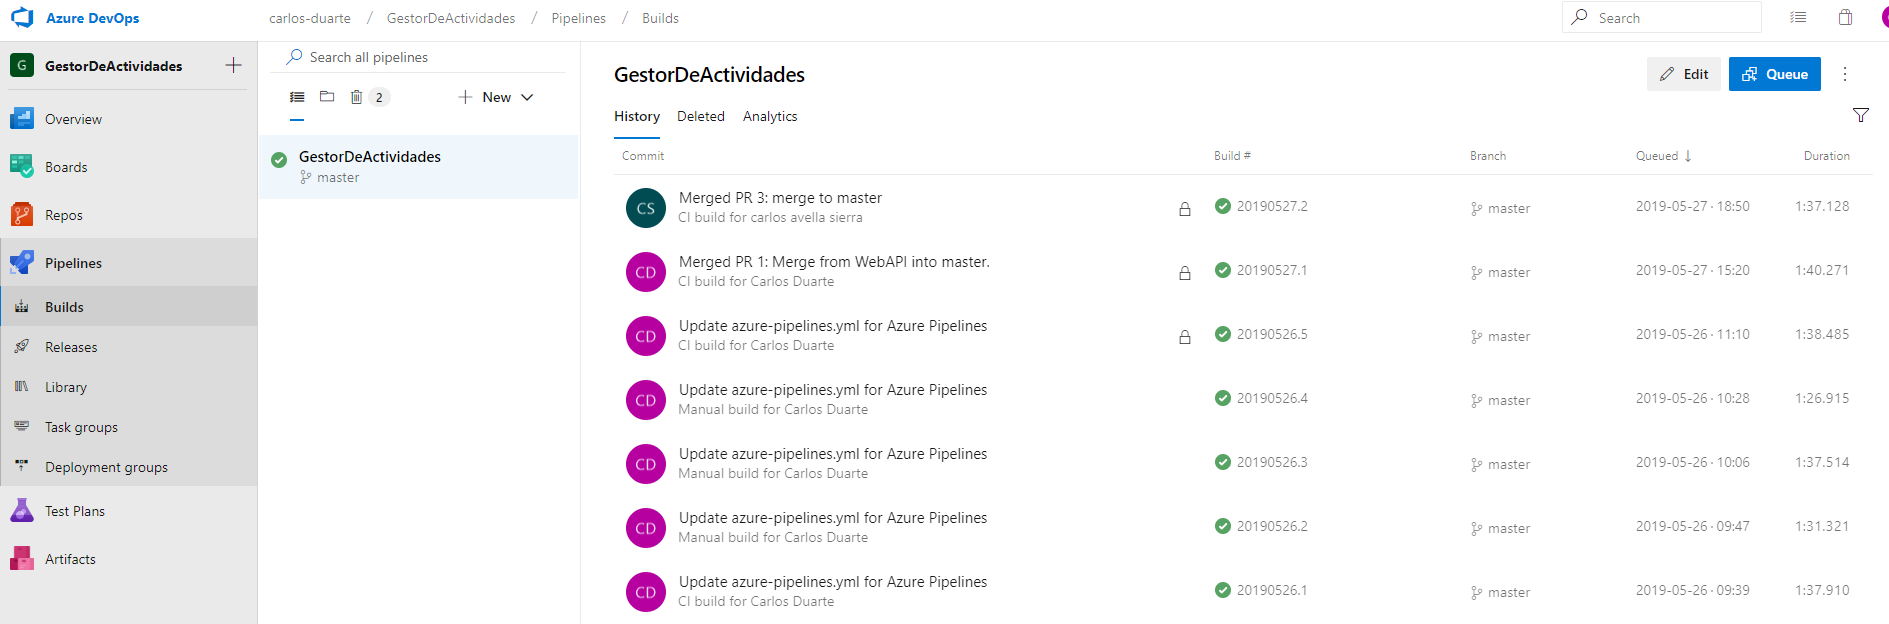 Azure DevOps
carlos-duarte / GestorDeActividades / Pipelines / Builds
Search
G GestorDeActividades
Overview
Boards
Repos
Pipelines
Builds
Releases
Library
Task groups
Deployment groups
Test Plans
Artifacts
Search all pipelines
2 New
GestorDeActividades
master
GestorDeActividades
Edit Queue
History Deleted Analytics
Commit Build # Branch Queued ↓ Duration
CS Merged PR 3: merge to master 20190527.2 master 2019-05-27 · 18:50 1:37.128
CI build for carlos avella sierra
CD Merged PR 1: Merge from WebAPI into master. 20190527.1 master 2019-05-27 · 15:20 1:40.271
CI build for Carlos Duarte
CD Update azure-pipelines.yml for Azure Pipelines 20190526.5 master 2019-05-26 · 11:10 1:38.485
CI build for Carlos Duarte
CD Update azure-pipelines.yml for Azure Pipelines 20190526.4 master 2019-05-26 · 10:28 1:26.915
Manual build for Carlos Duarte
CD Update azure-pipelines.yml for Azure Pipelines 20190526.3 master 2019-05-26 · 10:06 1:37.514
Manual build for Carlos Duarte
CD Update azure-pipelines.yml for Azure Pipelines 20190526.2 master 2019-05-26 · 09:47 1:31.321
Manual build for Carlos Duarte
CD Update azure-pipelines.yml for Azure Pipelines 20190526.1 master 2019-05-26 · 09:39 1:37.910
CI build for Carlos Duarte